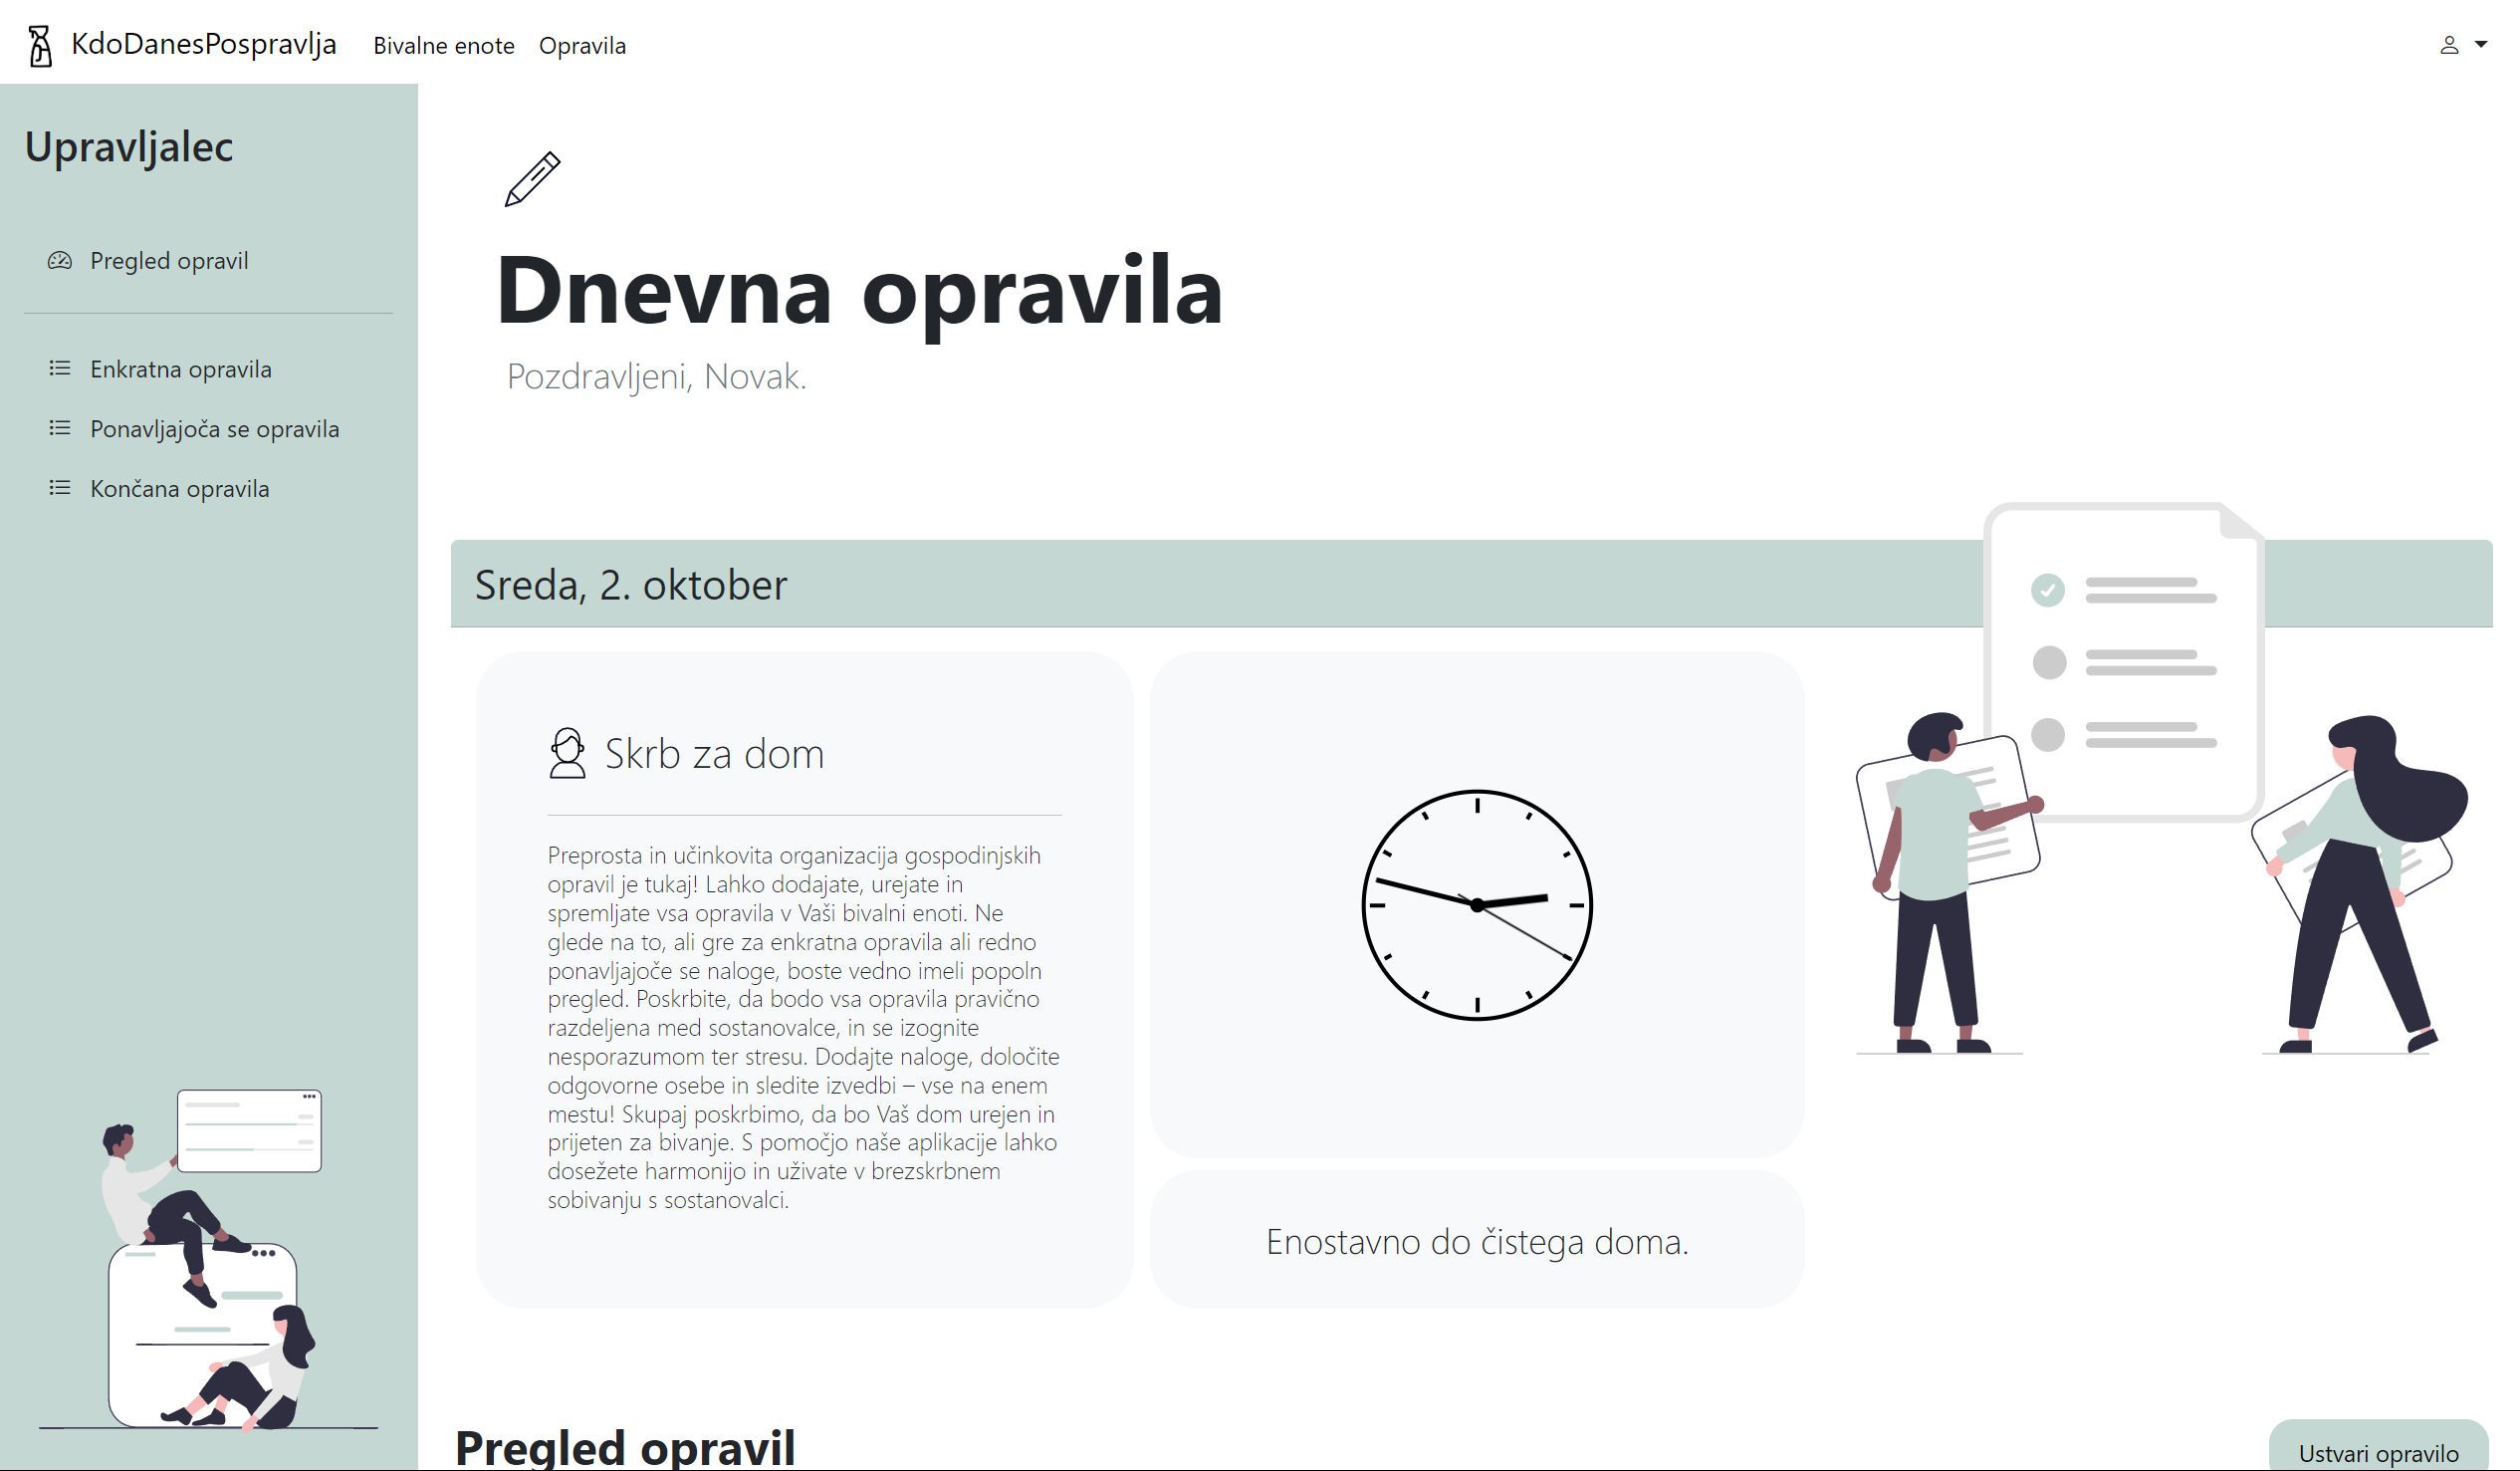 KdoDanesPospravlja Bivalne enote Opravila
Upravljalec
Pregled opravil
Enkratna opravila
Ponavljajoča se opravila
Končana opravila
Dnevna opravila
Pozdravljeni, Novak.
Sreda, 2. oktober
Skrb za dom
Preprosta in učinkovita organizacija gospodinjskih
opravil je tukaj! Lahko dodajate, urejate in
spremljate vsa opravila v Vaši bivalni enoti. Ne
glede na to, ali gre za enkratna opravila ali redno
ponavljajoče se naloge, boste vedno imeli popoln
pregled. Poskrbite, da bodo vsa opravila pravično
razdeljena med sostanovalce, in se izognite
nesporazumom ter stresu. Dodajte naloge, določite
odgovorne osebe in sledite izvedbi – vse na enem
mestu! Skupaj poskrbimo, da bo Vaš dom urejen in
prijeten za bivanje. S pomočjo naše aplikacije lahko
dosežete harmonijo in uživate v brezskrbnem
sobivanju s sostanovalci.
Enostavno do čistega doma.
Pregled opravil
Ustvari opravilo